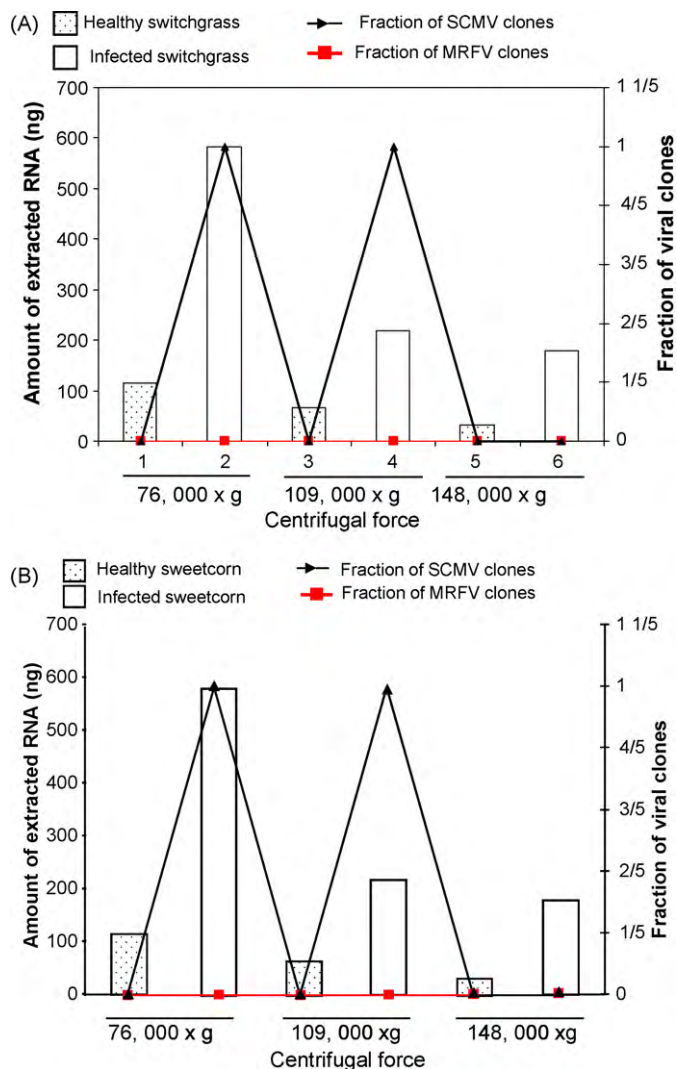 (A)
Healthy switchgrass
Fraction of SCMV clones
Infected switchgrass
Fraction of MRFV clones
Amount of extracted RNA (ng)
700
600
500
400
300
200
100
0
1 1/5
1
4/5
3/5
2/5
1/5
0
Fraction of viral clones
1 2 3 4 5 6
76, 000 x g 109, 000 x g 148, 000 x g
Centrifugal force
(B)
Healthy sweetcorn
Fraction of SCMV clones
Infected sweetcorn
Fraction of MRFV clones
Amount of extracted RNA (ng)
700
600
500
400
300
200
100
0
1 1/5
1
4/5
3/5
2/5
1/5
0
Fraction of viral clones
76, 000 x g 109, 000 xg 148, 000 xg
Centrifugal force